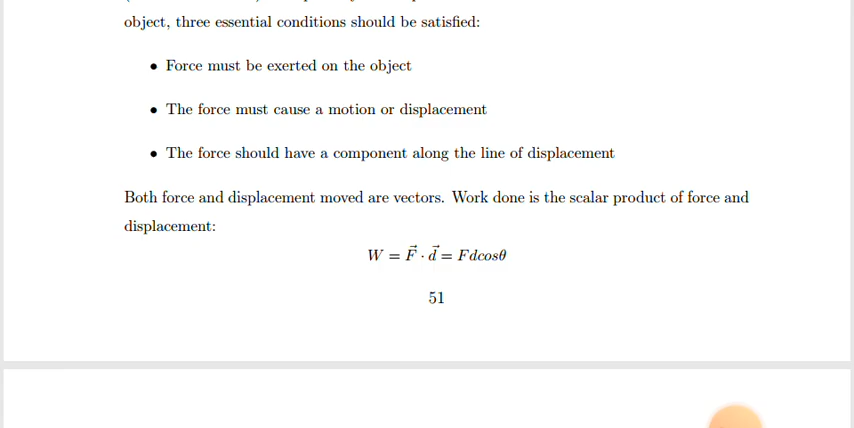 object, three essential conditions should be satisfied:
• Force must be exerted on the object
• The force must cause a motion or displacement
• The force should have a component along the line of displacement
Both force and displacement moved are vectors. Work done is the scalar product of force and
displacement:
W = F⃗ · d⃗ = Fdcosθ
51